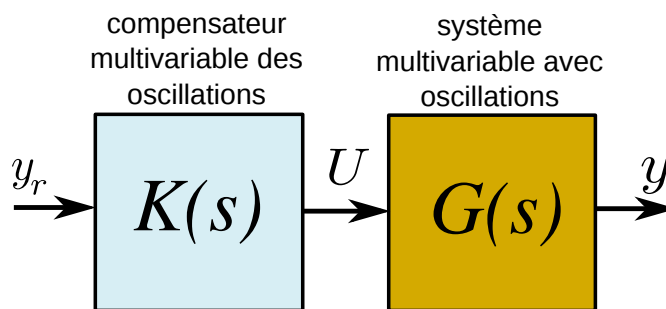 compensateur
multivariable des
oscillations
système
multivariable avec
oscillations
y_r
K(s)
U
G(s)
y